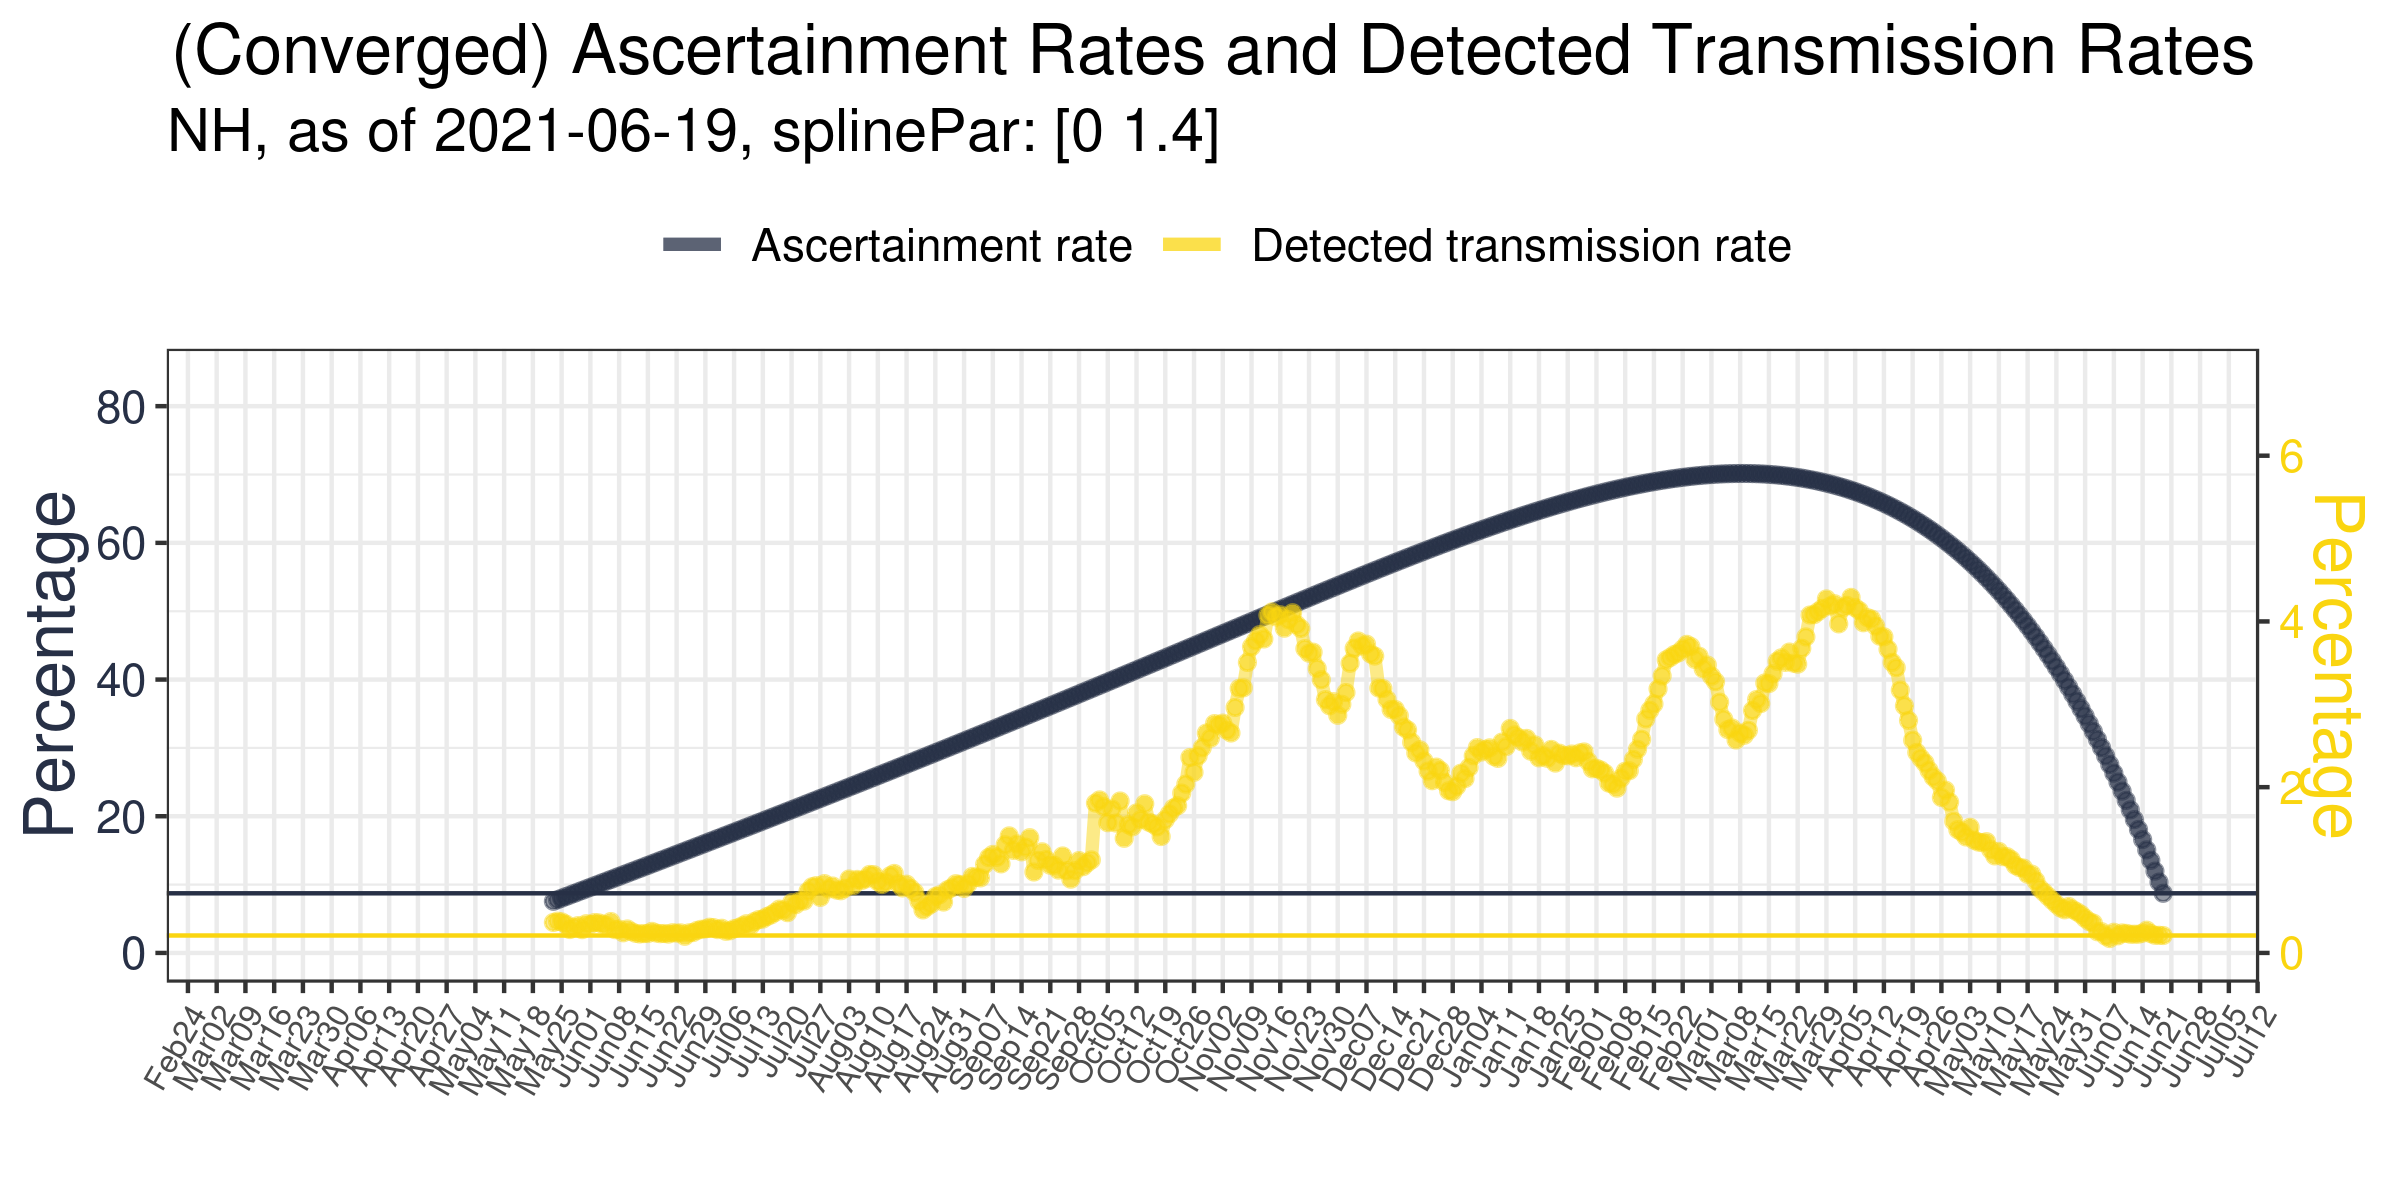 (Converged) Ascertainment Rates and Detected Transmission Rates
NH, as of 2021-06-19, splinePar: [0 1.4]
Ascertainment rate
Detected transmission rate
Percentage
80
60
40
20
0
6
4
2
0
Percentage
Feb24
Mar02
Mar09
Mar16
Mar23
Mar30
Apr06
Apr13
Apr20
Apr27
May04
May11
May18
May25
Jun01
Jun08
Jun15
Jun22
Jun29
Jul06
Jul13
Jul20
Jul27
Aug03
Aug10
Aug17
Aug24
Aug31
Sep07
Sep14
Sep21
Sep28
Oct05
Oct12
Oct19
Oct26
Nov02
Nov09
Nov16
Nov23
Nov30
Dec07
Dec14
Dec21
Dec28
Jan04
Jan11
Jan18
Jan25
Feb01
Feb08
Feb15
Feb22
Mar01
Mar08
Mar15
Mar22
Mar29
Apr05
Apr12
Apr19
Apr26
May03
May10
May17
May24
May31
Jun07
Jun14
Jun21
Jun28
Jul05
Jul12